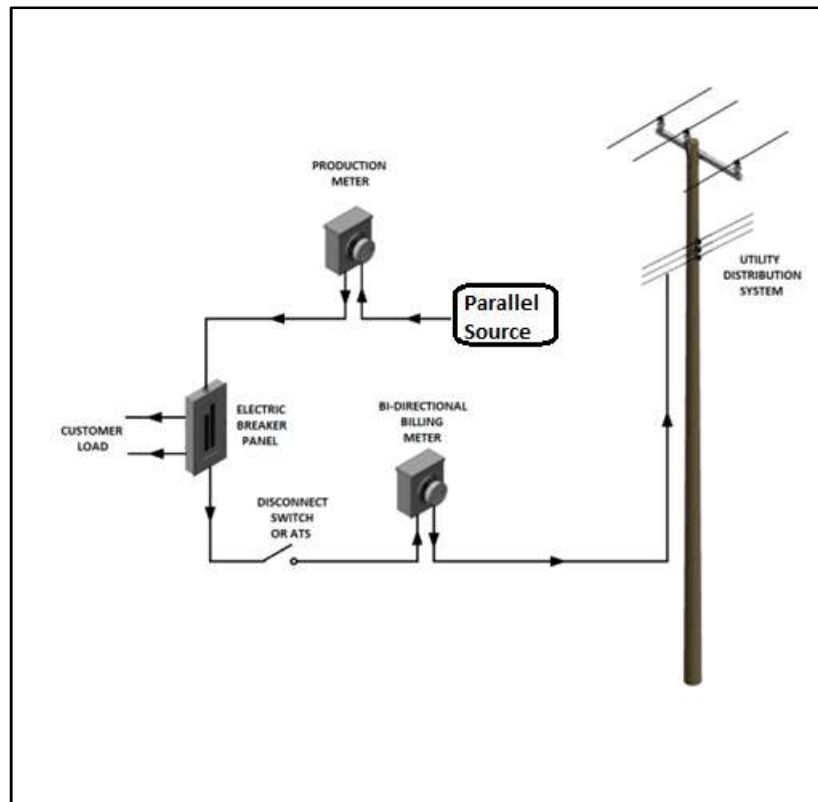 PRODUCTION
METER
UTILITY
DISTRIBUTION
SYSTEM
Parallel
Source
ELECTRIC
BREAKER
PANEL
BI-DIRECTIONAL
BILLING
METER
CUSTOMER
LOAD
DISCONNECT
SWITCH
OR ATS